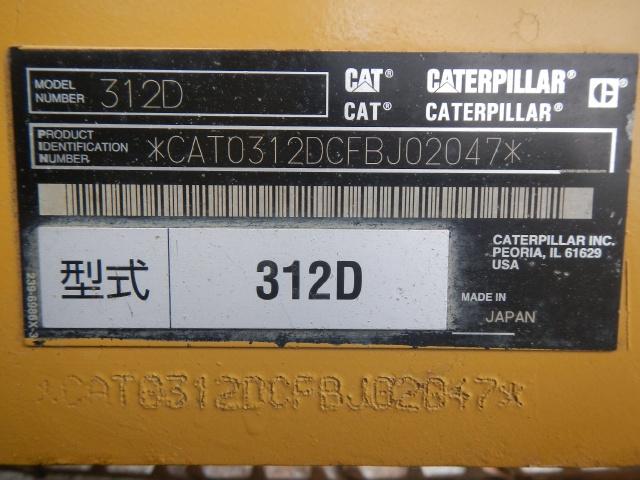 MODEL NUMBER 312D
CAT® CATERPILLAR®
CAT® CATERPILLAR®
PRODUCT IDENTIFICATION NUMBER *CAT0312DCFBJ02047*
CATERPILLAR INC.
PEORIA, IL 61629
USA
型式 312D
MADE IN
JAPAN
*CAT0312DCFBJ02047*